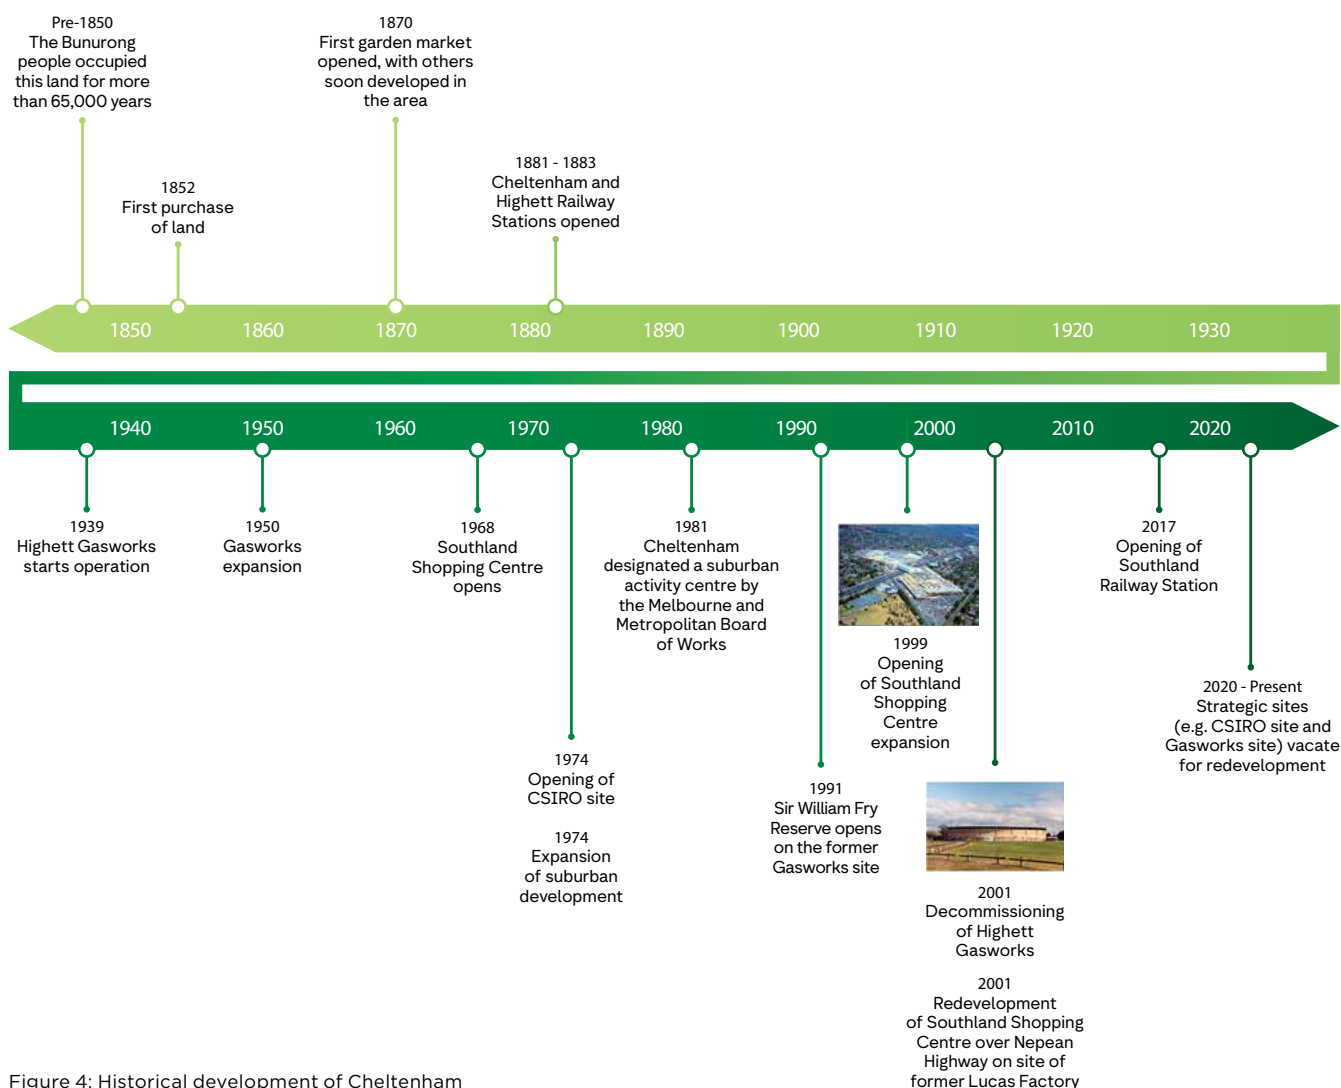 Pre-1850
The Bunurong
people occupied
this land for more
than 65,000 years
1852
First purchase
of land
1870
First garden market
opened, with others
soon developed in
the area
1881 - 1883
Cheltenham and
Highett Railway
Stations opened
1850 1860 1870 1880 1890 1900 1910 1920 1930
1940 1950 1960 1970 1980 1990 2000 2010 2020
1939
Highett Gasworks
starts operation
1950
Gasworks
expansion
1968
Southland
Shopping Centre
opens
1974
Opening of
CSIRO site
1974
Expansion
of suburban
development
1981
Cheltenham
designated a suburban
activity centre by
the Melbourne and
Metropolitan Board
of Works
1991
Sir William Fry
Reserve opens
on the former
Gasworks site
1999
Opening
of Southland
Shopping
Centre
expansion
2001
Decommissioning
of Highett
Gasworks
2001
Redevelopment
of Southland Shopping
Centre over Nepean
Highway on site of
former Lucas Factory
2017
Opening of
Southland
Railway Station
2020 - Present
Strategic sites
(e.g. CSIRO site and
Gasworks site) vacate
for redevelopment
Figure 4: Historical development of Cheltenham